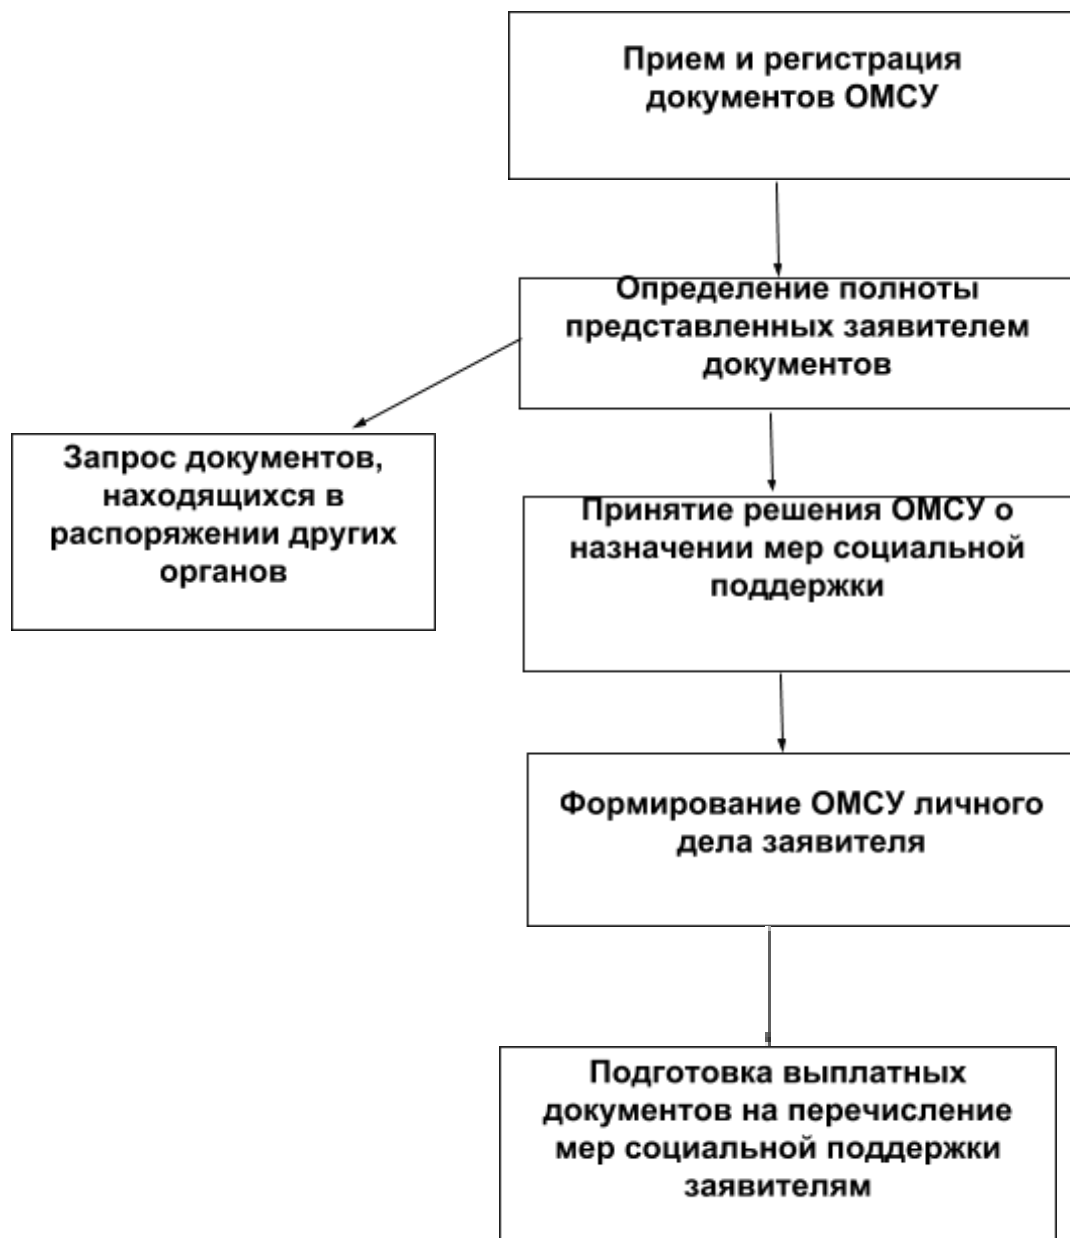 Прием и регистрация
документов ОМСУ
Определение полноты
представленных заявителем
документов
Запрос документов,
находящихся в
распоряжении других
органов
Принятие решения ОМСУ о
назначении мер социальной
поддержки
Формирование ОМСУ личного
дела заявителя
Подготовка выплатных
документов на перечисление
мер социальной поддержки
заявителям